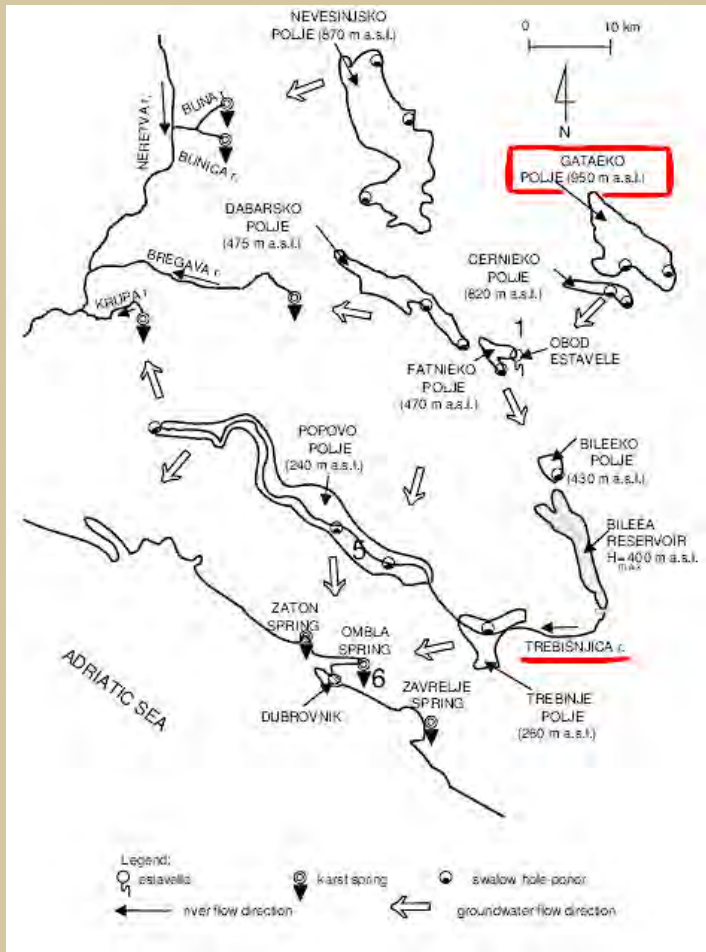 NEVESINJSKO
POLJE (870 m a.s.l.)
0 10 km
N
GATAEKO
POLJE (950 m a.s.l.)
BUNA r.
NERETVA r.
BUNICA r.
DABARSKO
POLJE
(475 m a.s.l.)
CERNIEKO
POLJE
(820 m a.s.l.)
BREGAVA r.
KRUPA r.
1
OBOD
ESTAVELE
FATNIEKO
POLJE
(470 m a.s.l.)
POPOVO
POLJE
(240 m a.s.l.)
BILEEKO
POLJE
(430 m a.s.l.)
BILEEA
RESERVOIR
H=400 m a.s.l.
5
ZATON
SPRING
OMBLA
SPRING
6
TREBIŠNJICA r.
ADRIATIC SEA
DUBROVNIK
ZAVRELJE
SPRING
TREBINJE
POLJE
(260 m a.s.l.)
Legend:
estavella
karst spring
swalow hole-ponor
river flow direction
groundwater flow direction